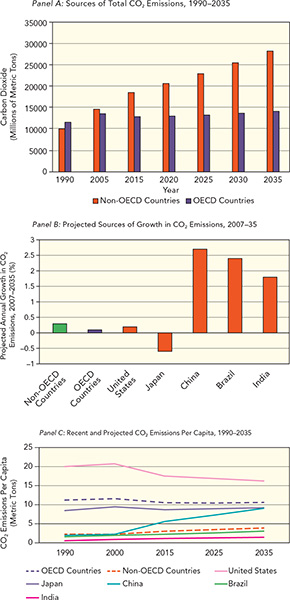 Panel A: Sources of Total CO₂ Emissions, 1990–2035
Carbon Dioxide
(Millions of Metric Tons)
35000
30000
25000
20000
15000
10000
5000
0
1990 2005 2015 2020 2025 2030 2035
Year
Non-OECD Countries OECD Countries
Panel B: Projected Sources of Growth in CO₂ Emissions, 2007–35
Projected Annual Growth in CO₂
Emissions, 2007–2035 (%)
3
2.5
2
1.5
1
0.5
0
−0.5
−1
Non-OECD
Countries
OECD
Countries
United
States
Japan
China
Brazil
India
Panel C: Recent and Projected CO₂ Emissions Per Capita, 1990–2035
CO₂ Emissions Per Capita
(Metric Tons)
25
20
15
10
5
0
1990 2000 2015 2035
OECD Countries Non-OECD Countries United States
Japan China Brazil
India